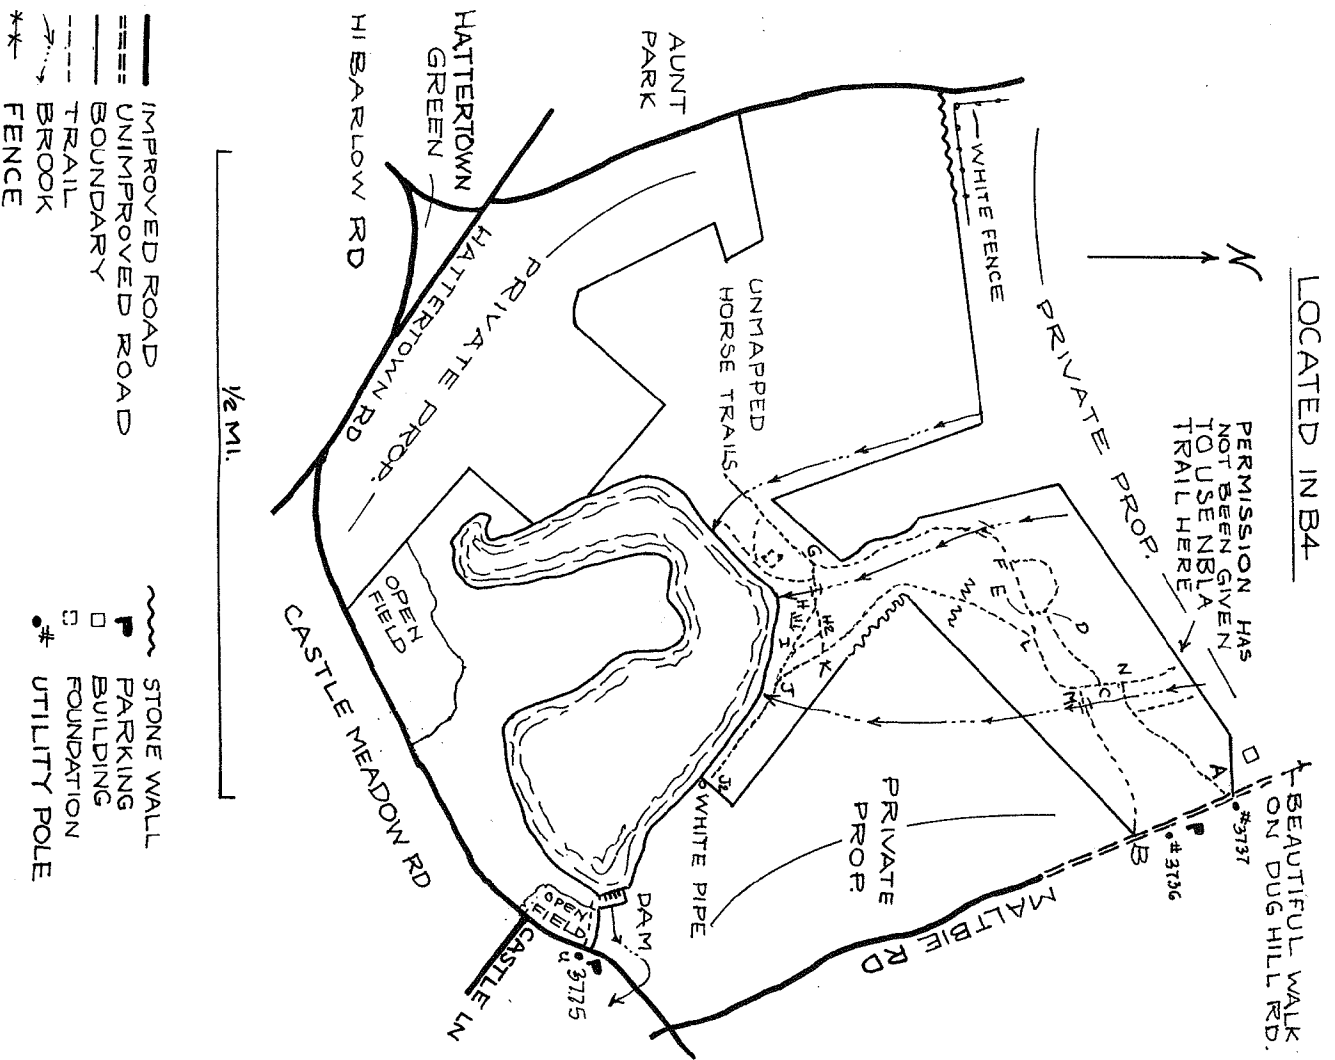 LOCATED IN B4
N
BEAUTIFUL WALK
ON DUG HILL RD.
PERMISSION HAS
NOT BEEN GIVEN
TO USE NBLA
TRAIL HERE
PRIVATE PROP.
WHITE FENCE
#3737
#3736
A
B
N
C
M
D
L
E
F
MALTBIE RD
PRIVATE
PROP.
UNMAPPED
HORSE TRAILS
G
H
H1
H2
K
I
J
J2
WHITE PIPE
AUNT
PARK
DAM
PRIVATE PROP.
HATTERTOWN
GREEN
HATTERTOWN RD
HI BARLOW RD
OPEN
FIELD
CASTLE MEADOW RD
OPEN
FIELD
3775
CASTLE LN
1/2 MI.
IMPROVED ROAD
UNIMPROVED ROAD
BOUNDARY
TRAIL
BROOK
FENCE
STONE WALL
P PARKING
BUILDING
FOUNDATION
# UTILITY POLE